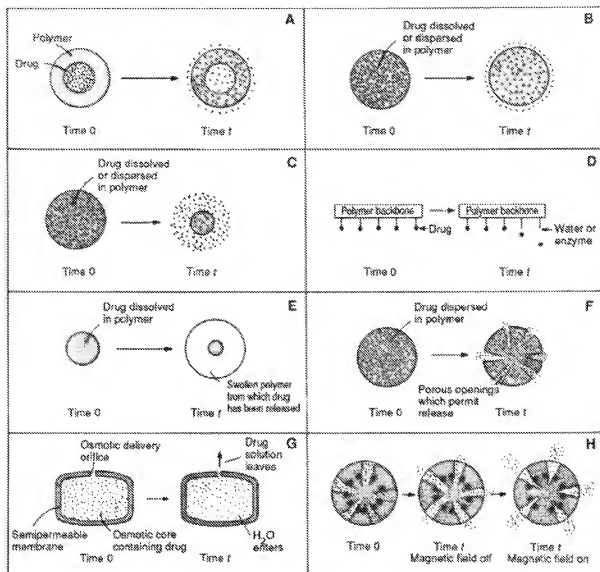 A
Polymer
Drug
Time 0
Time t
B
Drug dissolved
or dispersed
in polymer
Time 0
Time t
C
Drug dissolved
or dispersed
in polymer
Time 0
Time t
D
Polymer backbone
Polymer backbone
Drug
Water or
enzyme
Time 0
Time t
E
Drug dissolved
in polymer
Time 0
Time t
Swollen polymer
from which drug
has been released
F
Drug dispersed
in polymer
Time 0
Porous openings
which permit
release
Time t
G
Osmotic delivery
orifice
Drug
solution
leaves
Semipermeable
membrane
Osmotic core
containing drug
H2O
enters
Time 0
Time t
H
Time 0
Time t
Magnetic field off
Time t
Magnetic field on